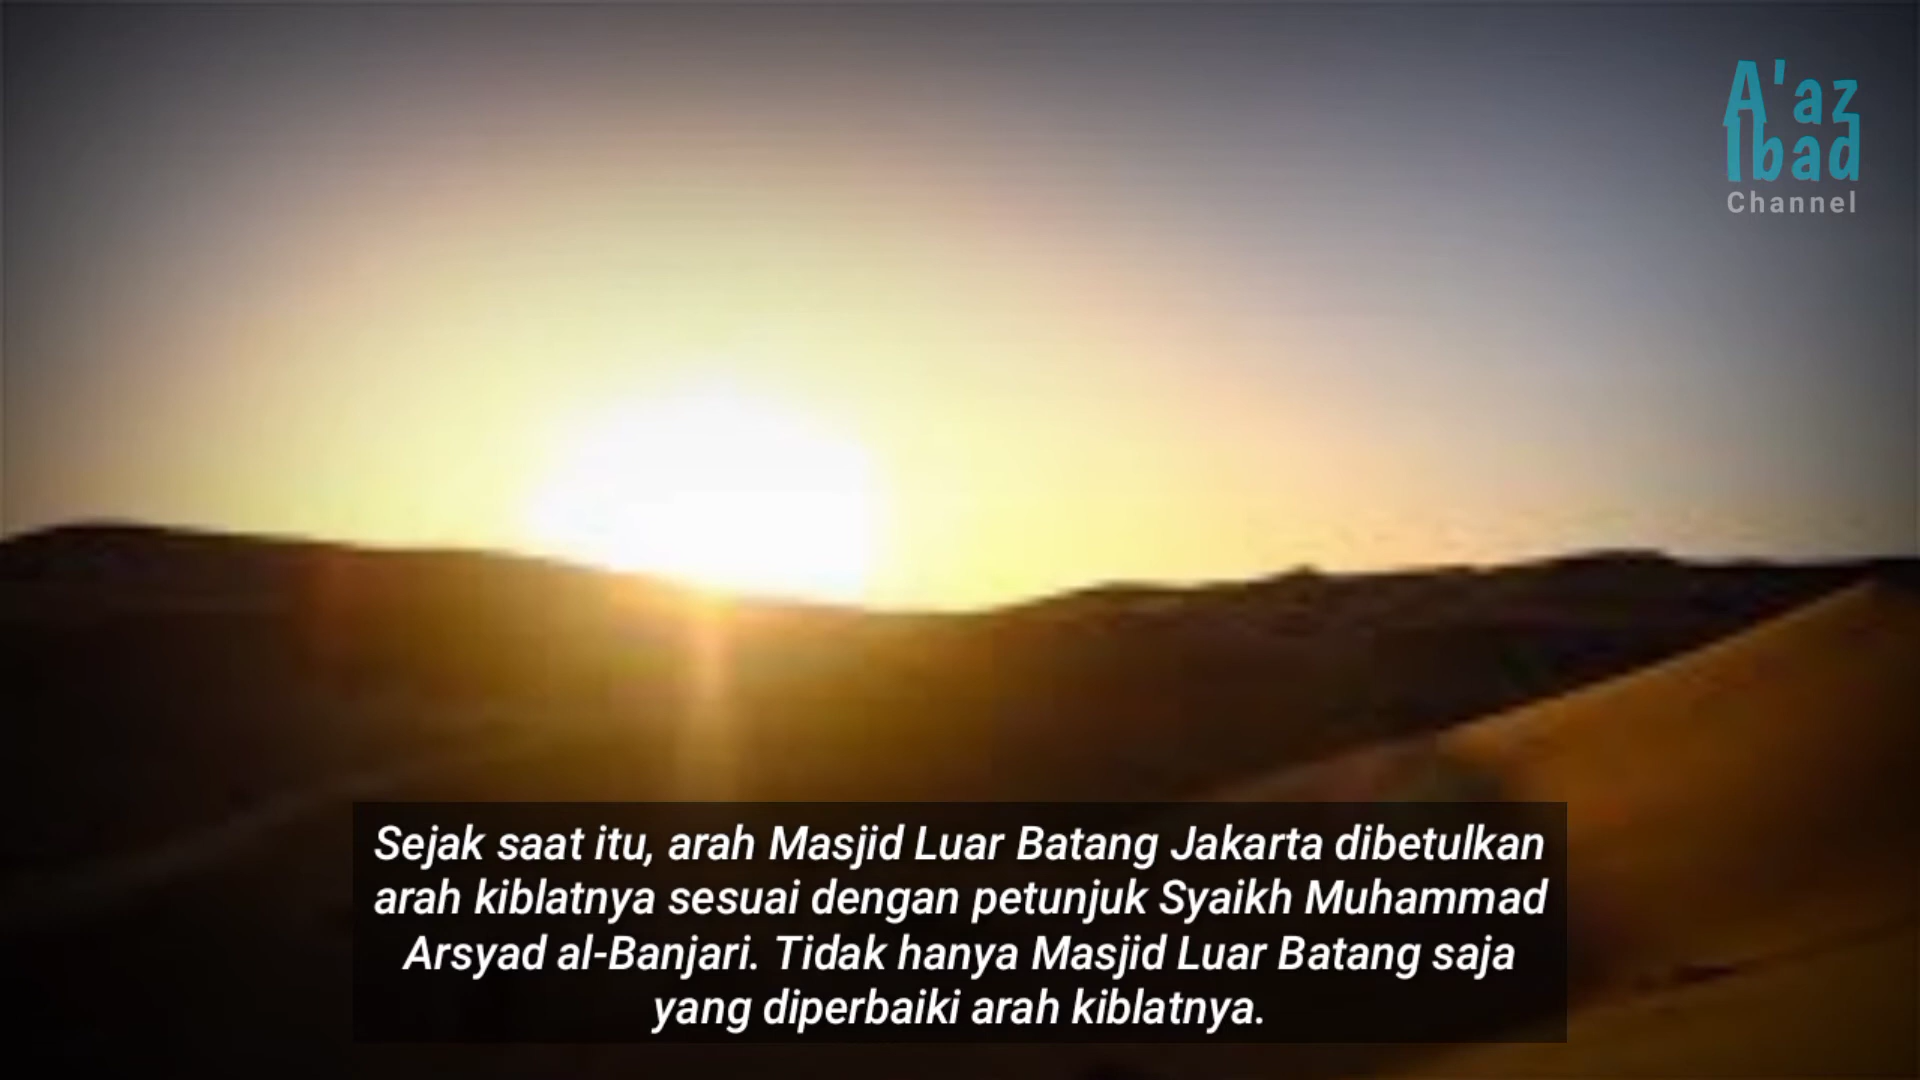 A'az
Ibad
Channel
Sejak saat itu, arah Masjid Luar Batang Jakarta dibetulkan
arah kiblatnya sesuai dengan petunjuk Syaikh Muhammad
Arsyad al-Banjari. Tidak hanya Masjid Luar Batang saja
yang diperbaiki arah kiblatnya.